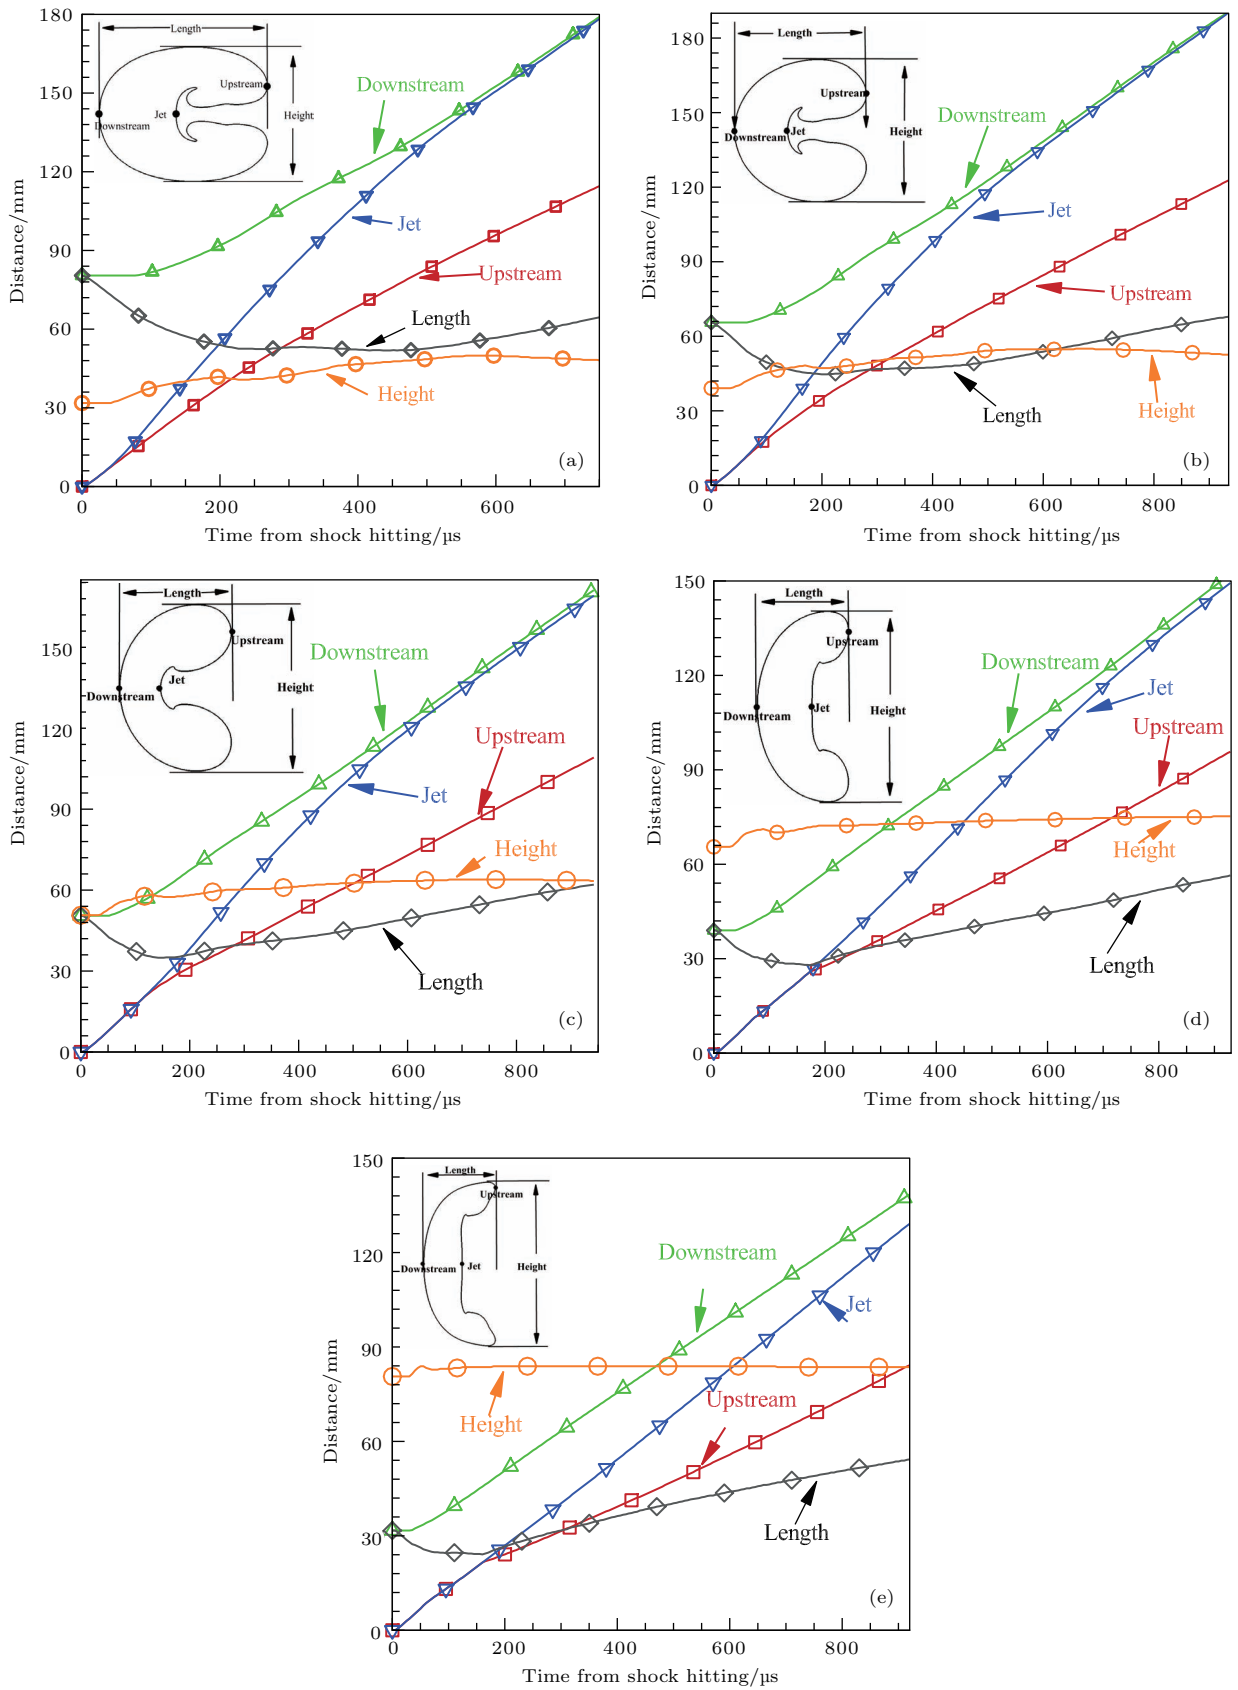 180
150
120
90
60
30
0
Distance/mm
Length
Upstream
Jet
Downstream
Height
Downstream
Jet
Upstream
Length
Height
(a)
0
200
400
600
Time from shock hitting/µs
180
150
120
90
60
30
0
Distance/mm
Length
Upstream
Downstream
Jet
Height
Downstream
Jet
Upstream
Length
Height
(b)
0
200
400
600
800
Time from shock hitting/µs
150
120
90
60
30
0
Distance/mm
Length
Upstream
Jet
Downstream
Height
Downstream
Upstream
Jet
Height
Length
(c)
0
200
400
600
800
Time from shock hitting/µs
150
120
90
60
30
0
Distance/mm
Length
Upstream
Downstream
Jet
Height
Downstream
Jet
Upstream
Height
Length
(d)
0
200
400
600
800
Time from shock hitting/µs
150
120
90
60
30
0
Distance/mm
Length
Upstream
Downstream
Jet
Height
Downstream
Jet
Upstream
Height
Length
(e)
0
200
400
600
800
Time from shock hitting/µs